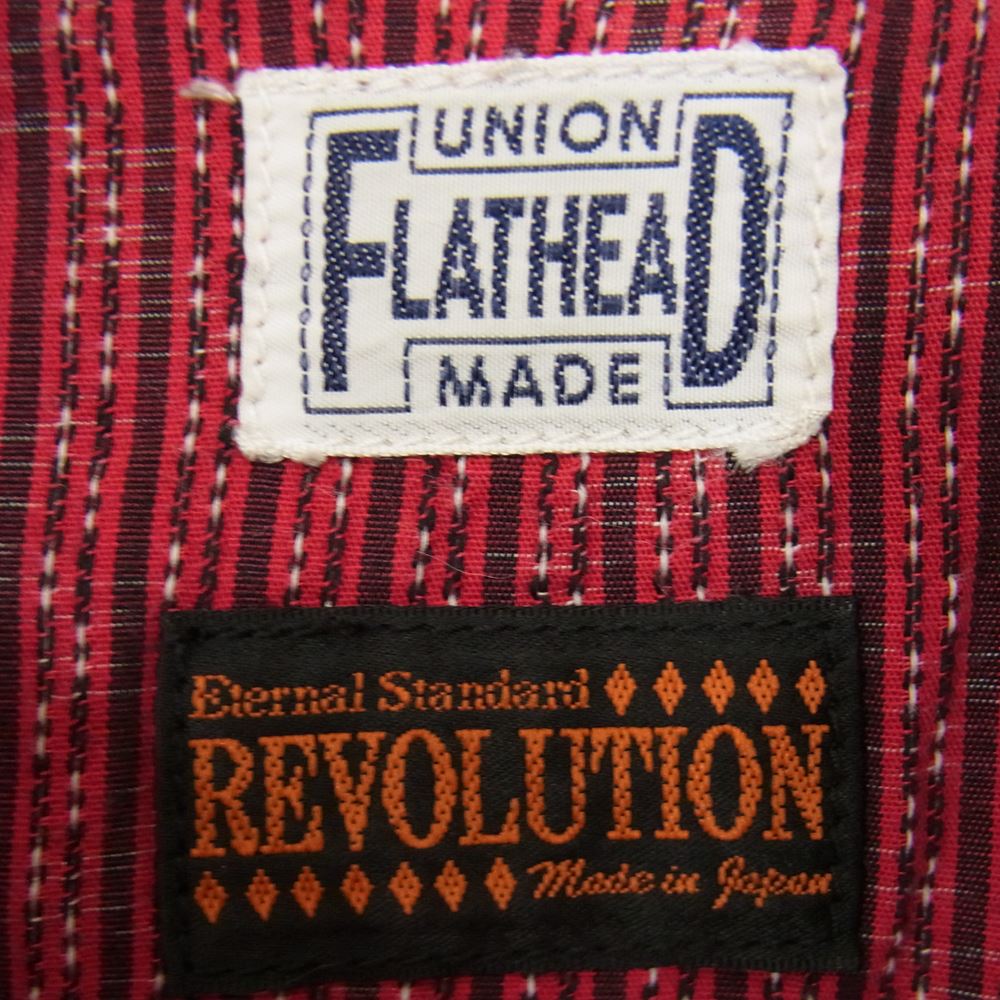 UNION
FLATHEAD
MADE
Eternal Standard
REVOLUTION
Made in Japan